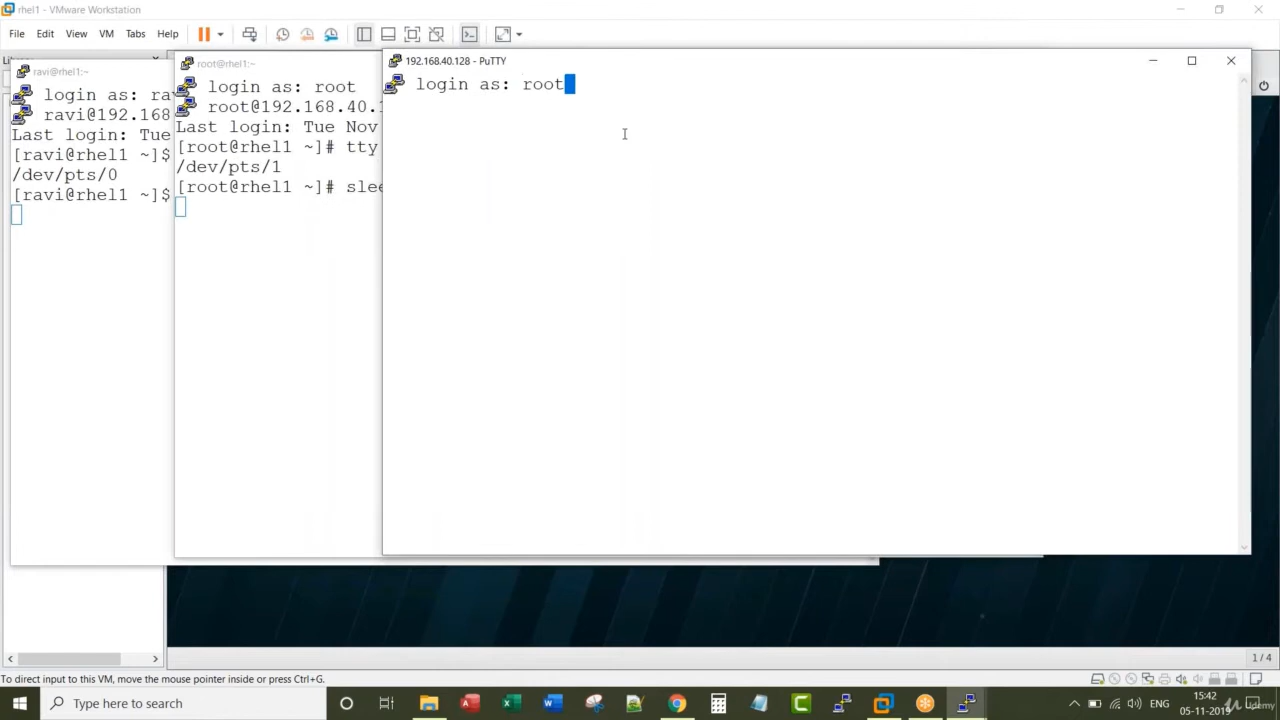 rhel1 - VMware Workstation
File Edit View VM Tabs Help
ravi@rhel1:~
login as:
ravi@192.168
Last login: Tue
[ravi@rhel1 ~]$
/dev/pts/0
[ravi@rhel1 ~]$
root@rhel1:~
login as: root
root@192.168.40.
Last login: Tue Nov
[root@rhel1 ~]# tty
/dev/pts/1
[root@rhel1 ~]#
192.168.40.128 - PuTTY
login as: root
1 / 4
To direct input to this VM, move the mouse pointer inside or press Ctrl+G.
Type here to search
ENG
15:42
05-11-2019